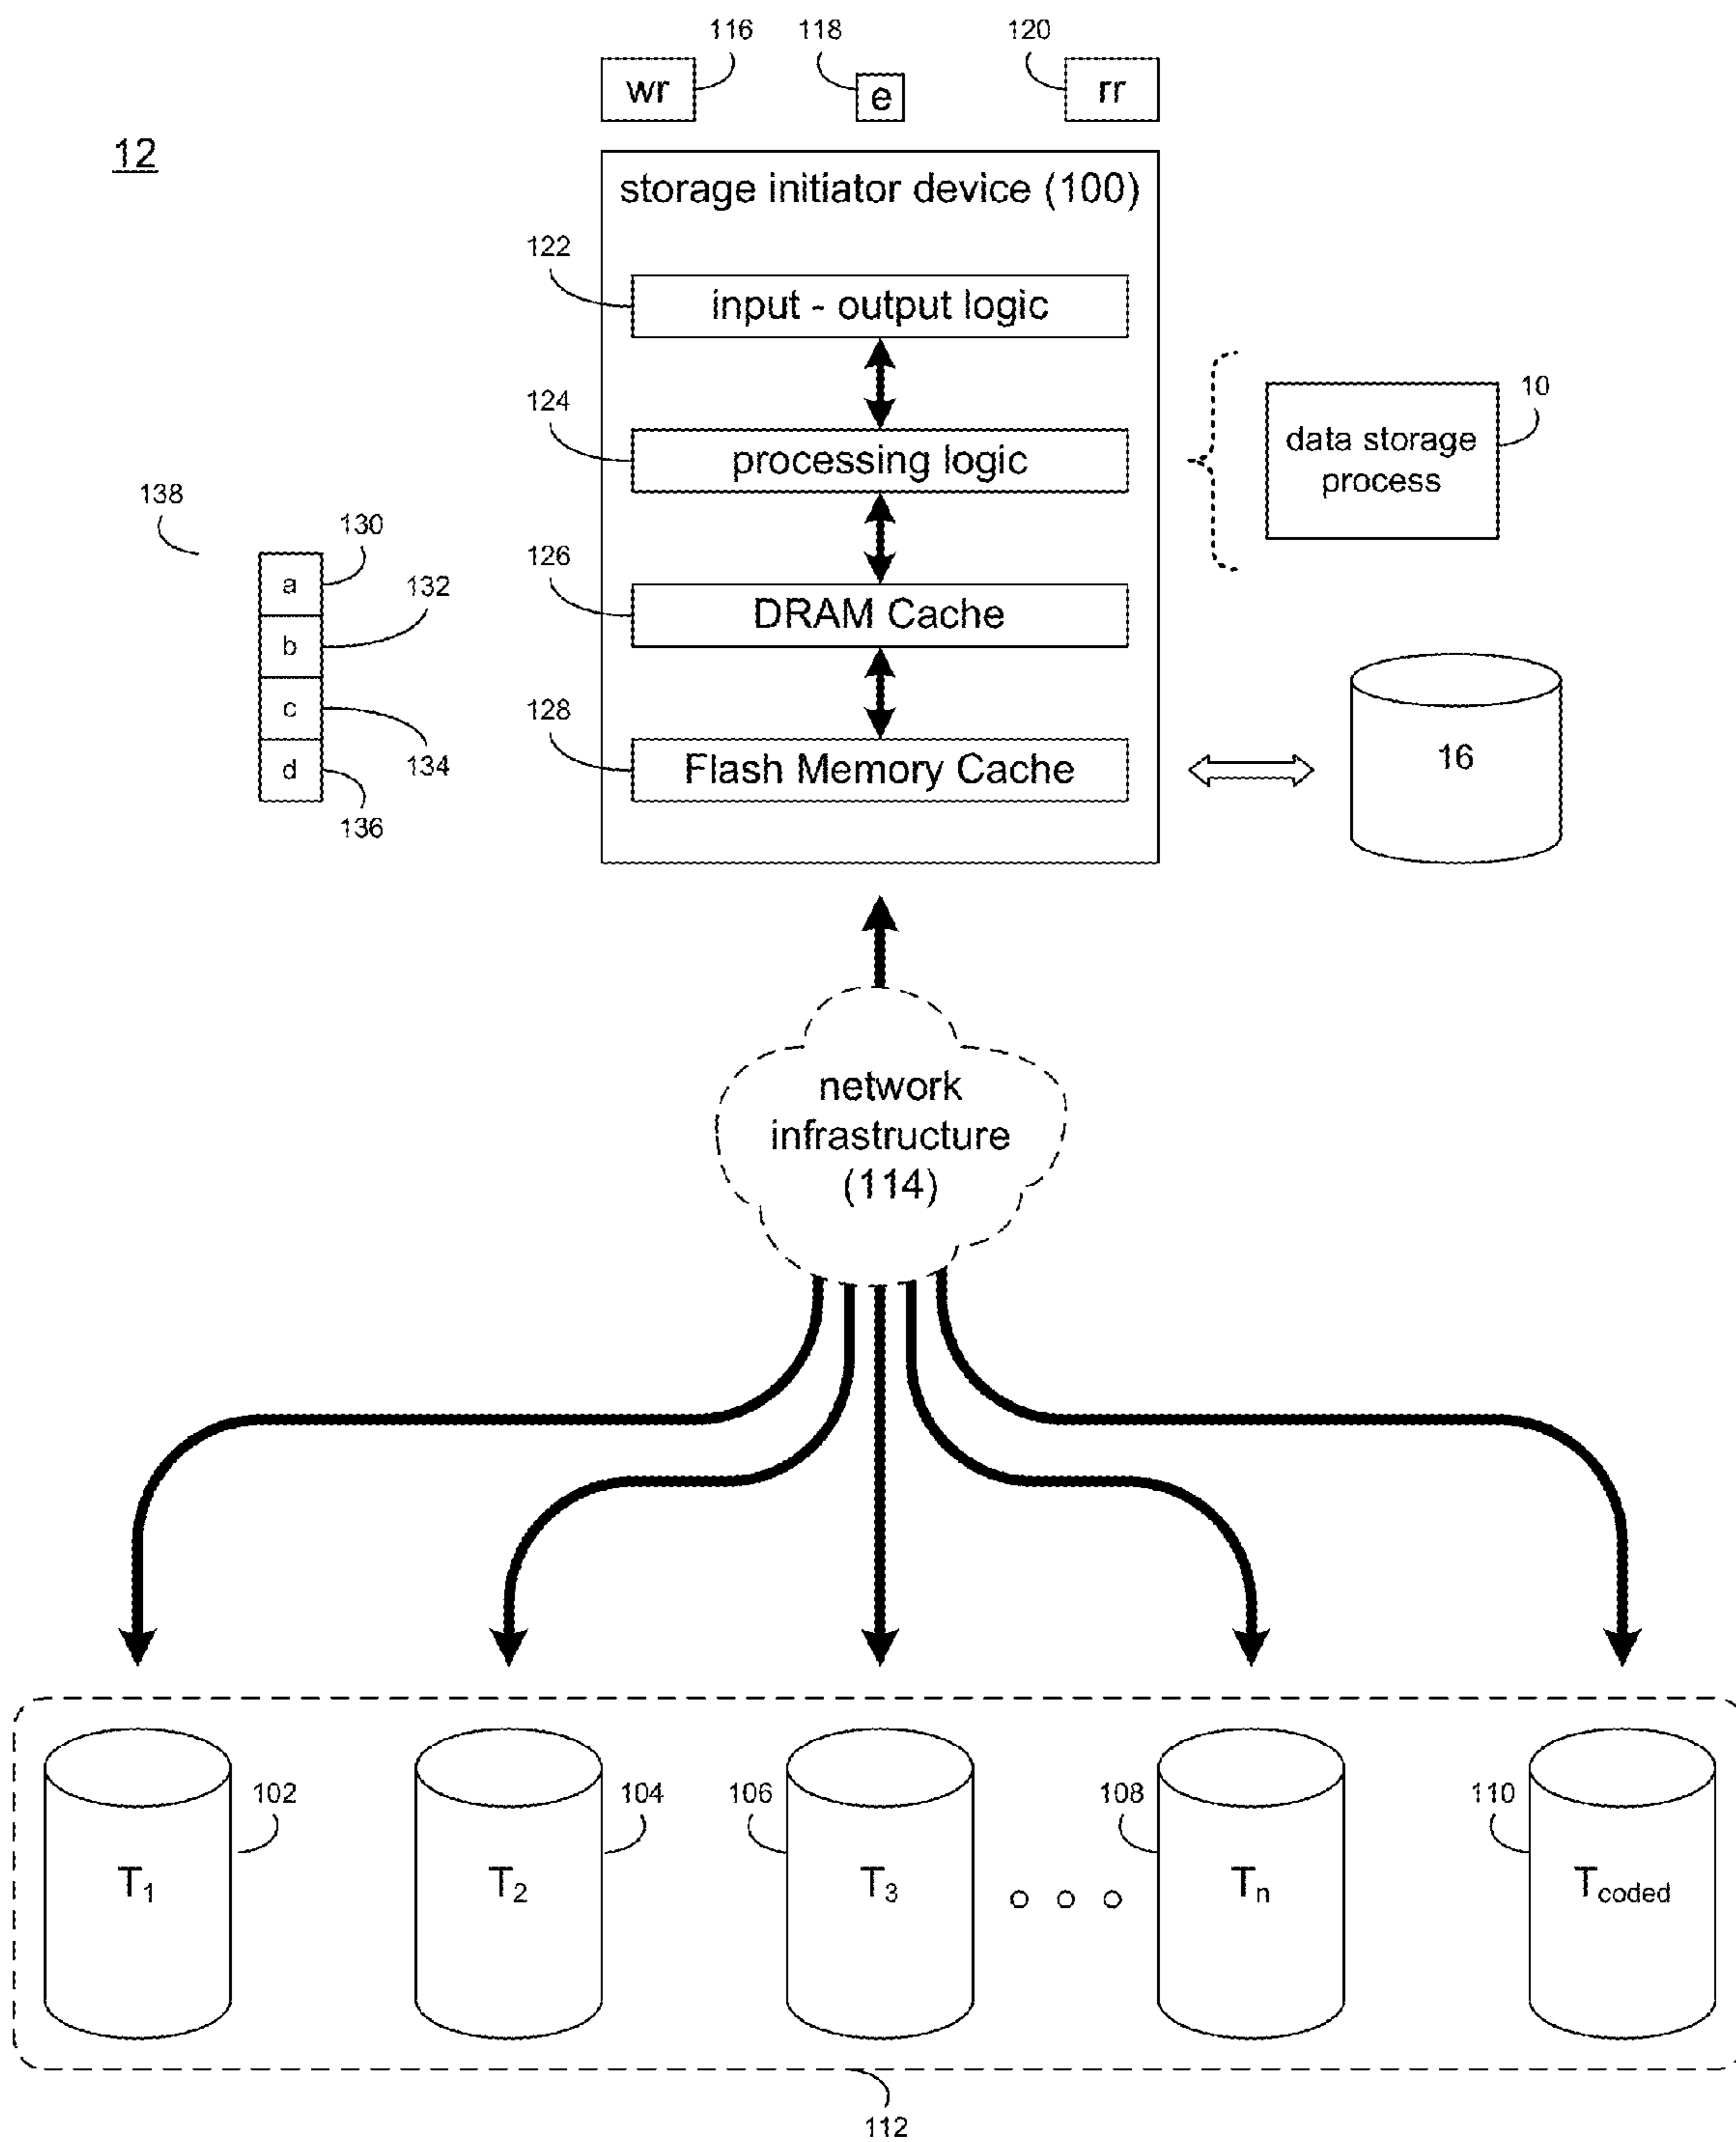 116
118
120
wr
e
rr
12
storage initiator device (100)
122
input - output logic
124
processing logic
10
data storage
process
138
130
a
132
b
c
134
d
136
126
DRAM Cache
128
Flash Memory Cache
16
network
infrastructure
(114)
102
104
106
108
110
T1
T2
T3
Tn
Tcoded
112